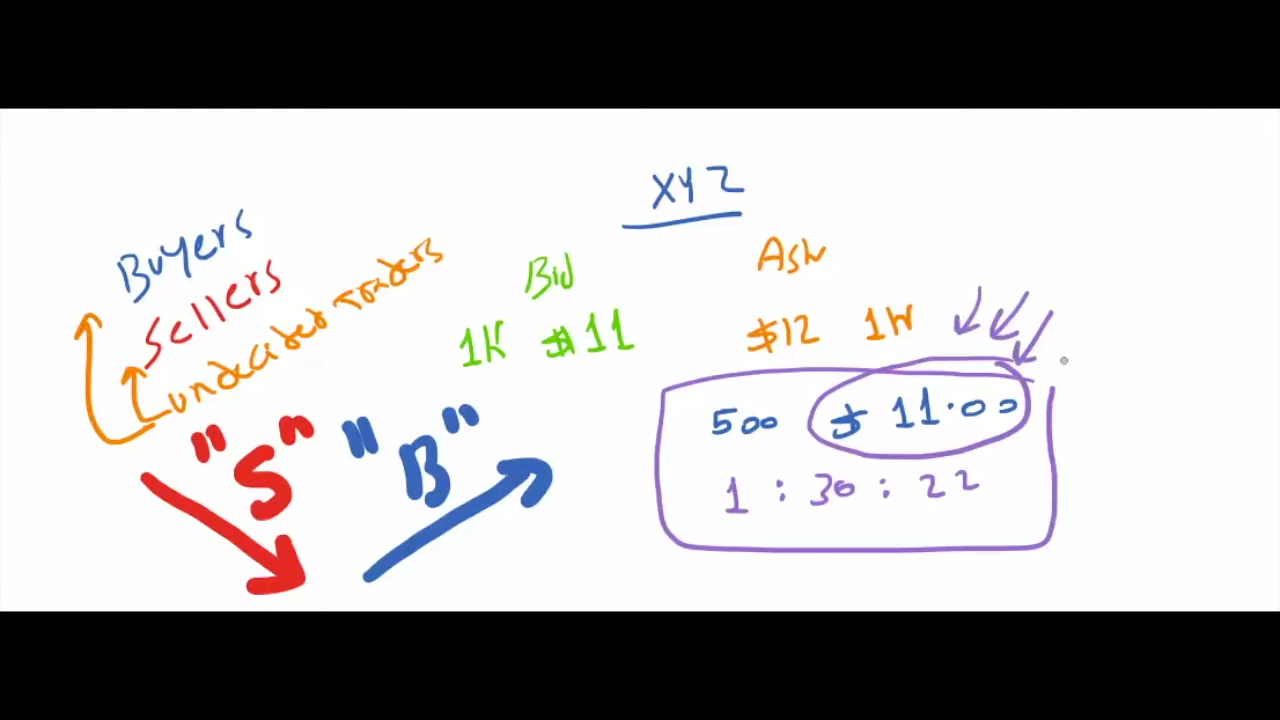 XYZ
Buyers
Sellers
undecided traders
Bid
Ask
1K $11
$12 1K
"S" "B"
500 $ 11.00
1 : 30 : 22